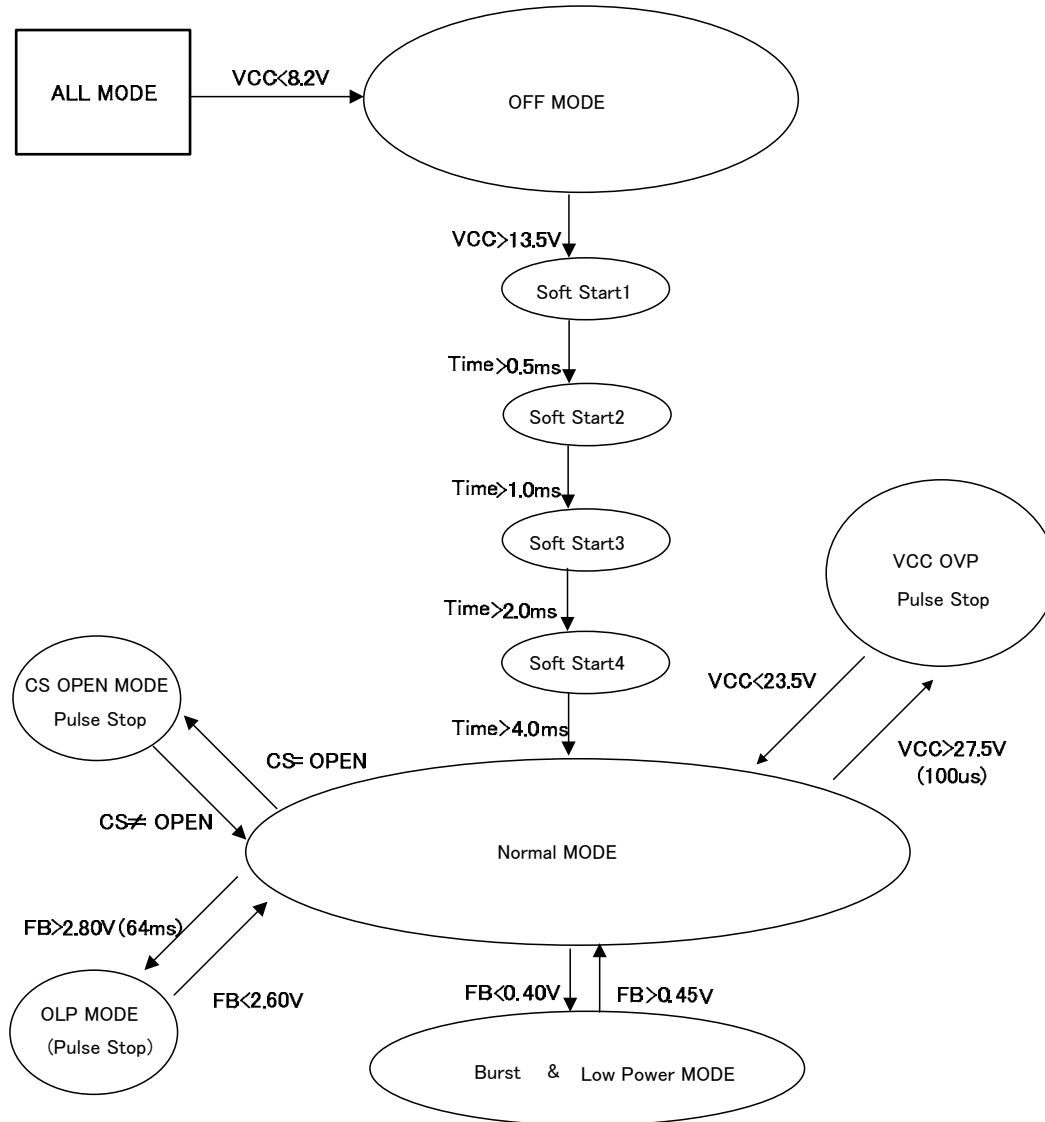 ALL MODE
VCC<8.2V
OFF MODE
VCC>13.5V
Soft Start1
Time>0.5ms
Soft Start2
Time>1.0ms
Soft Start3
Time>2.0ms
Soft Start4
Time>4.0ms
VCC OVP
Pulse Stop
VCC<23.5V
VCC>27.5V
(100us)
CS OPEN MODE
Pulse Stop
CS= OPEN
CS≠ OPEN
Normal MODE
FB>2.80V(64ms)
FB<2.60V
OLP MODE
(Pulse Stop)
FB<0.40V
FB>0.45V
Burst & Low Power MODE